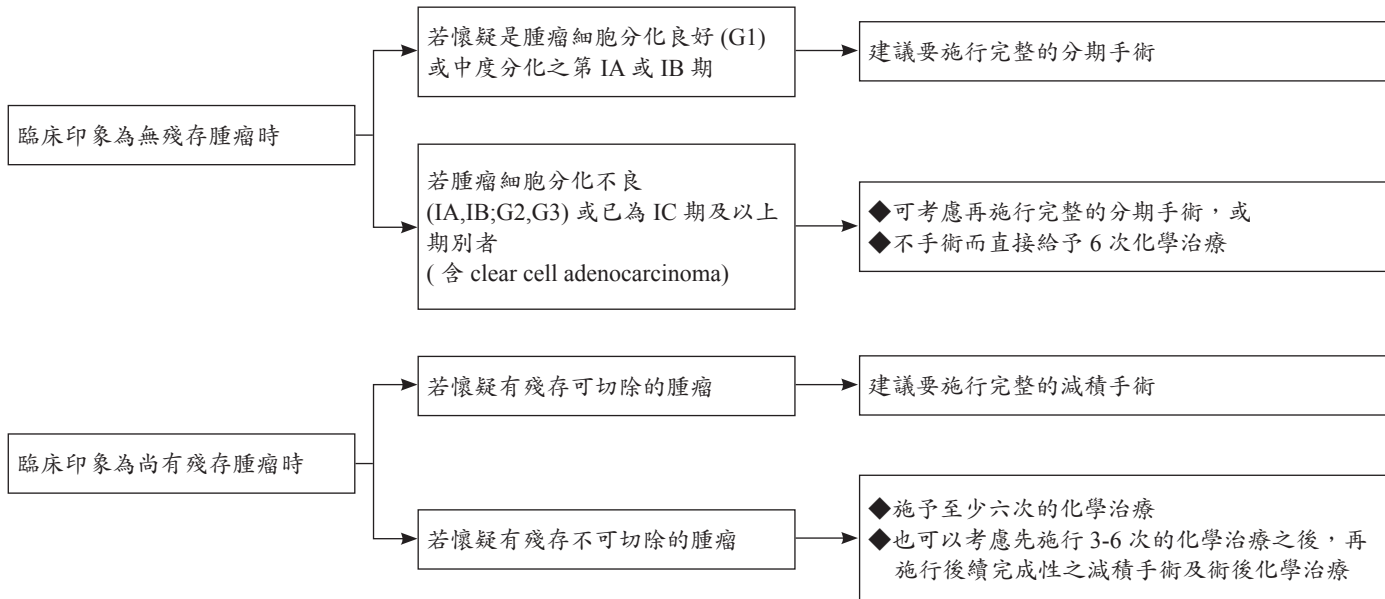 若懷疑是腫瘤細胞分化良好 (G1)
或中度分化之第 IA 或 IB 期
建議要施行完整的分期手術
臨床印象為無殘存腫瘤時
若腫瘤細胞分化不良
(IA,IB;G2,G3) 或已為 IC 期及以上
期別者
( 含 clear cell adenocarcinoma)
◆可考慮再施行完整的分期手術,或
◆不手術而直接給予 6 次化學治療
若懷疑有殘存可切除的腫瘤
建議要施行完整的減積手術
臨床印象為尚有殘存腫瘤時
若懷疑有殘存不可切除的腫瘤
◆施予至少六次的化學治療
◆也可以考慮先施行 3-6 次的化學治療之後,再
施行後續完成性之減積手術及術後化學治療